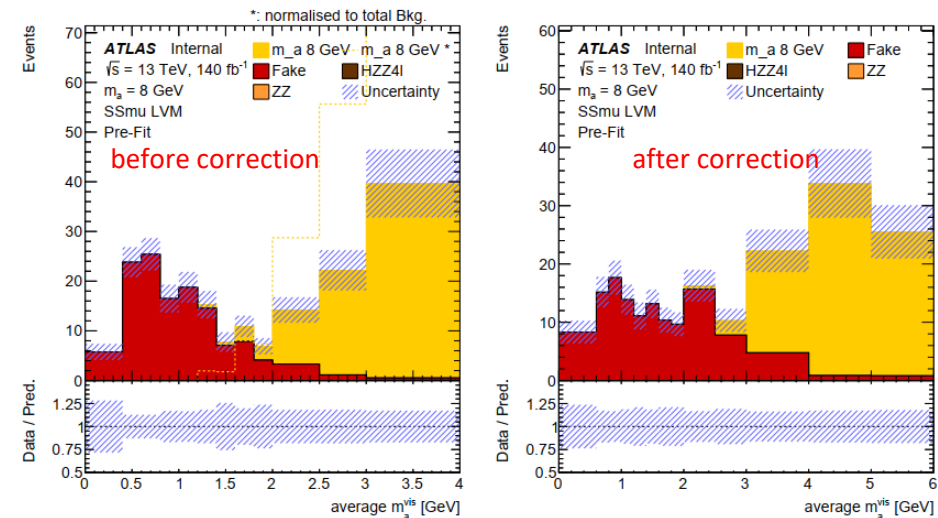 *: normalised to total Bkg.
Events
70
60
50
40
30
20
10
0
ATLAS Internal
√s = 13 TeV, 140 fb-1
ma = 8 GeV
SSmu LVM
Pre-Fit
m_a 8 GeV
m_a 8 GeV *
Fake
HZZ4l
ZZ
Uncertainty
before correction
Data / Pred.
1.25
1
0.75
0.5
0 0.5 1 1.5 2 2.5 3 3.5 4
average m_a^vis [GeV]
Events
60
50
40
30
20
10
0
ATLAS Internal
√s = 13 TeV, 140 fb-1
ma = 8 GeV
SSmu LVM
Pre-Fit
m_a 8 GeV
Fake
HZZ4l
ZZ
Uncertainty
after correction
Data / Pred.
1.25
1
0.75
0.5
0 1 2 3 4 5 6
average m_a^vis [GeV]